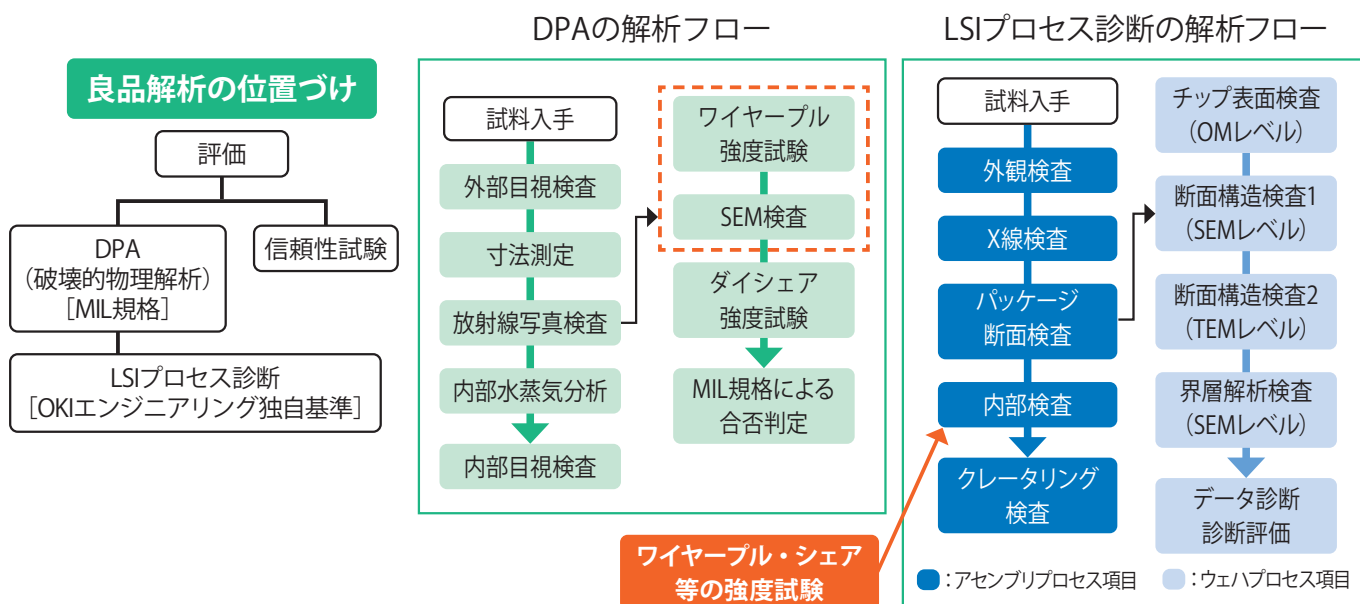 良品解析の位置づけ
評価
DPA
（破壊的物理解析）
［MIL規格］
信頼性試験
LSIプロセス診断
［OKIエンジニアリング独自基準］
DPAの解析フロー
試料入手
外部目視検査
寸法測定
放射線写真検査
内部水蒸気分析
内部目視検査
ワイヤープル
強度試験
SEM検査
ダイシェア
強度試験
MIL規格による
合否判定
LSIプロセス診断の解析フロー
試料入手
外観検査
X線検査
パッケージ
断面検査
内部検査
クレータリング
検査
チップ表面検査
（OMレベル）
断面構造検査1
（SEMレベル）
断面構造検査2
（TEMレベル）
界層解析検査
（SEMレベル）
データ診断
診断評価
ワイヤープル・シェア
等の強度試験
：アセンブリプロセス項目
：ウェハプロセス項目